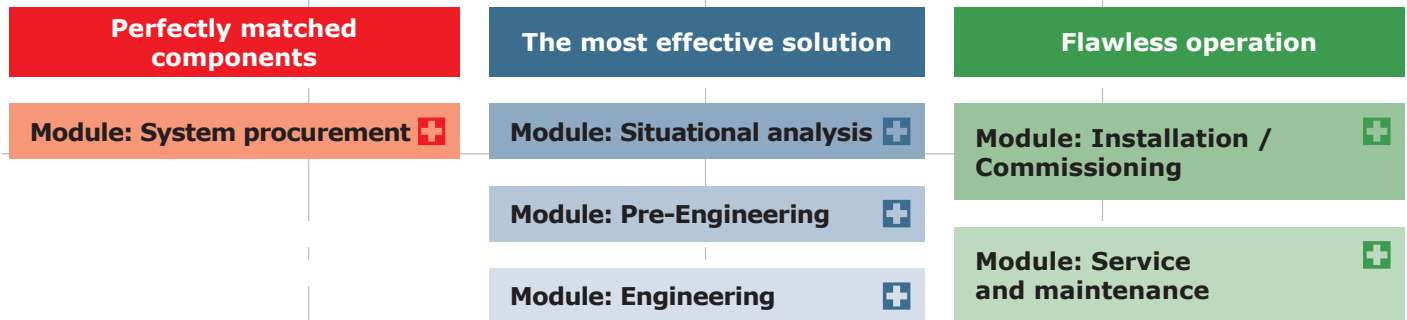 Perfectly matched
components
Module: System procurement
The most effective solution
Module: Situational analysis
Module: Pre-Engineering
Module: Engineering
Flawless operation
Module: Installation /
Commissioning
Module: Service
and maintenance